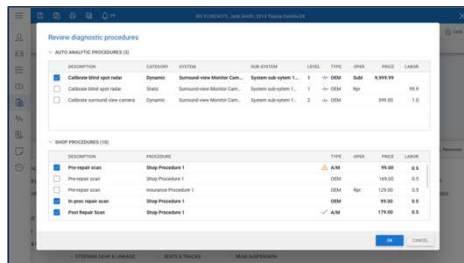 Review diagnostic procedures
AUTO ANALYTIC PROCEDURES (3)
DESCRIPTION CATEGORY SYSTEM SUB-SYSTEM LEVEL TYPE OPER PRICE LABOR
Calibrate blind spot radar Dynamic Surround-view Monitor Cam... System sub-sytem 1... 1 OEM Subl 9,999.99
Calibrate blind spot radar Static Surround-view Monitor Cam... System sub-sytem 1... 1 OEM Rpr 99.9
Calibrate surround view camera Dynamic Surround-view Monitor Cam... System sub-sytem 1... 2 OEM 399.00 1.0
SHOP PROCEDURES (10)
DESCRIPTION PROCEDURE TYPE OPER PRICE LABOR
Pre-repair scan Shop Procedure 1 A/M 99.00 0.5
Pre-repair scan Shop Procedure 1 OEM 169.00 0.5
Pre-repair scan Insurance Procedure 1 OEM Rpr 129.00 0.5
In-proc repair scan Shop Procedure 1 OEM 99.00 0.5
Post Repair Scan Shop Procedure 1 A/M 179.00 0.5
OK CANCEL
STEERING GEAR & LINKAGE SEATS & TRACKS REAR SUSPENSION